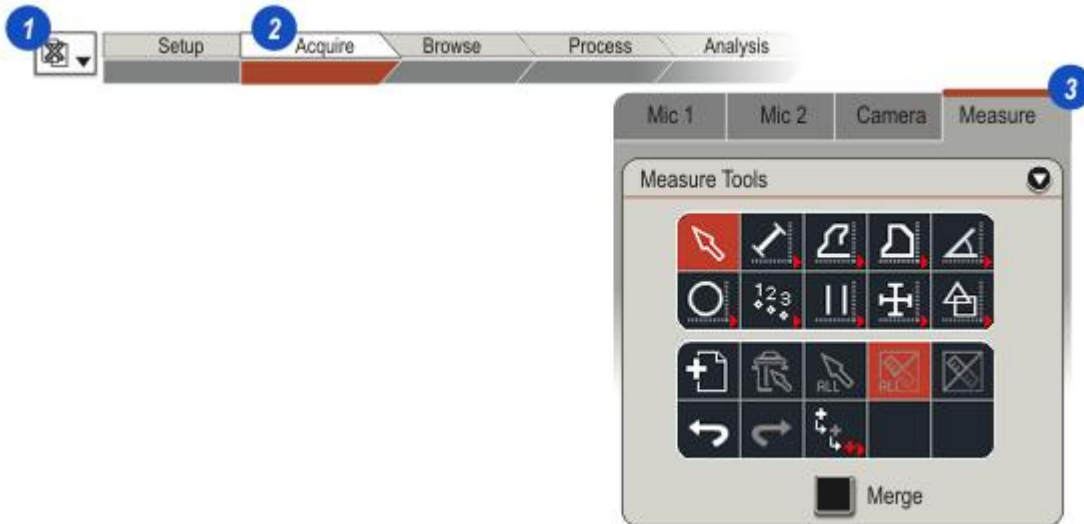 1
2
Setup Acquire Browse Process Analysis
3
Mic 1 Mic 2 Camera Measure
Measure Tools
123
ALL ALL
Merge